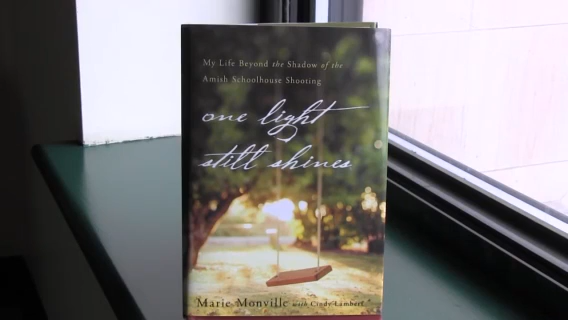 My Life Beyond the Shadow of the
Amish Schoolhouse Shooting
one light
still shines
Marie Monville with Cindy Lambert